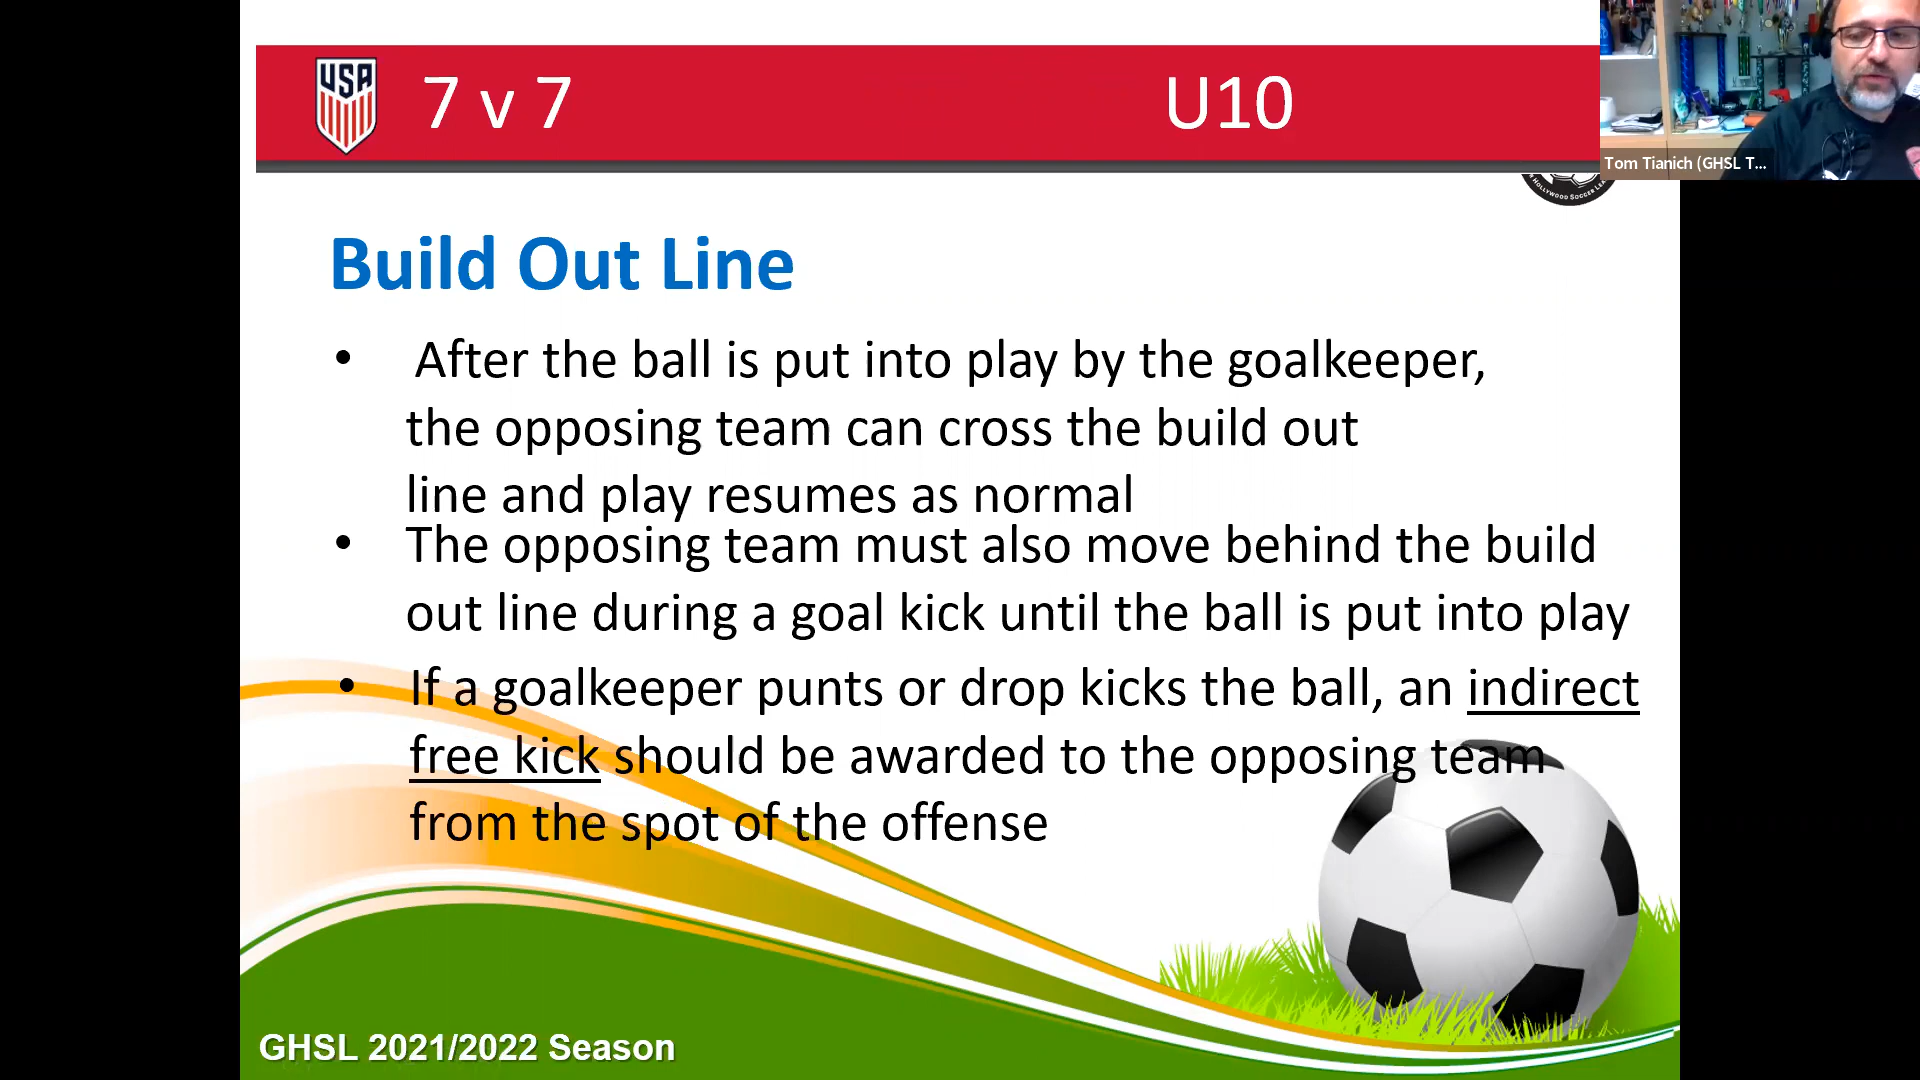 USA
7 v 7
U10
Tom Tianich (GHSL T...
HOLLYWOOD SOCCER
Build Out Line
• After the ball is put into play by the goalkeeper,
the opposing team can cross the build out
line and play resumes as normal
• The opposing team must also move behind the build
out line during a goal kick until the ball is put into play
• If a goalkeeper punts or drop kicks the ball, an indirect
free kick should be awarded to the opposing team
from the spot of the offense
GHSL 2021/2022 Season